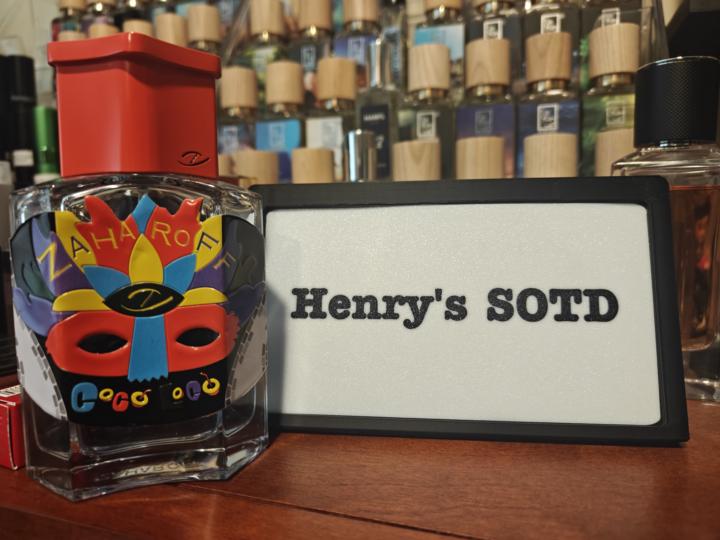 ZAHAROFF
COCO LOCO
Henry's SOTD